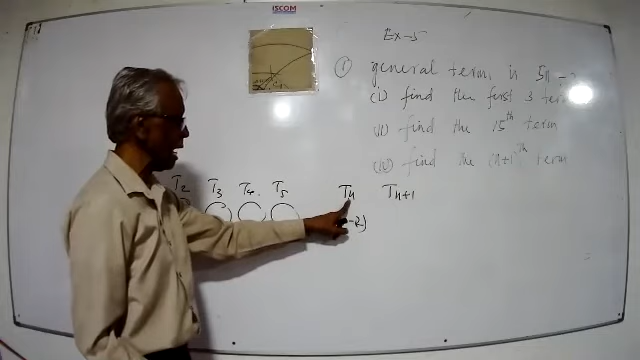 ISCOM
Ex-5
(i) general term is 5n-
(i) find the first 3 ter
(ii) find the 15th term
(iii) find the (n+1)th term
T2 T3 T4 T5 Tn Tn+1
-2)